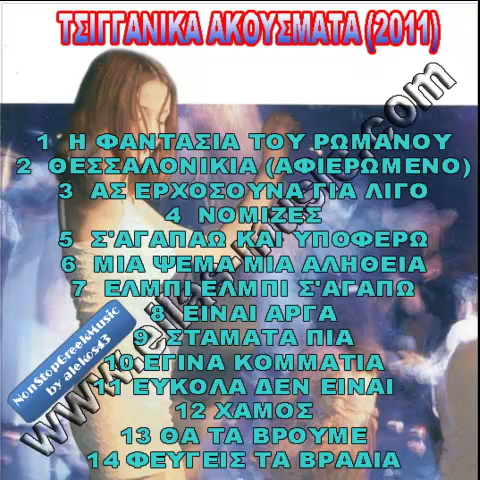 ΤΣΙΓΓΑΝΙΚΑ ΑΚΟΥΣΜΑΤΑ (2011)
1 Η ΦΑΝΤΑΣΙΑ ΤΟΥ ΡΩΜΑΝΟΥ
2 ΘΕΣΣΑΛΟΝΙΚΙΑ (ΑΦΙΕΡΩΜΕΝΟ)
3 ΑΣ ΕΡΧΟΣΟΥΝΑ ΓΙΑ ΛΙΓΟ
4 ΝΟΜΙΖΕΣ
5 Σ'ΑΓΑΠΑΩ ΚΑΙ ΥΠΟΦΕΡΩ
6 ΜΙΑ ΨΕΜΑ ΜΙΑ ΑΛΗΘΕΙΑ
7 ΕΛΜΠΙ ΕΛΜΠΙ Σ'ΑΓΑΠΩ
8 ΕΙΝΑΙ ΑΡΓΑ
9 ΣΤΑΜΑΤΑ ΠΙΑ
10 ΕΓΙΝΑ ΚΟΜΜΑΤΙΑ
11 ΕΥΚΟΛΑ ΔΕΝ ΕΙΝΑΙ
12 ΧΑΜΟΣ
13 ΘΑ ΤΑ ΒΡΟΥΜΕ
14 ΦΕΥΓΕΙΣ ΤΑ ΒΡΑΔΙΑ
NonStopGreekMusic
by alekos43